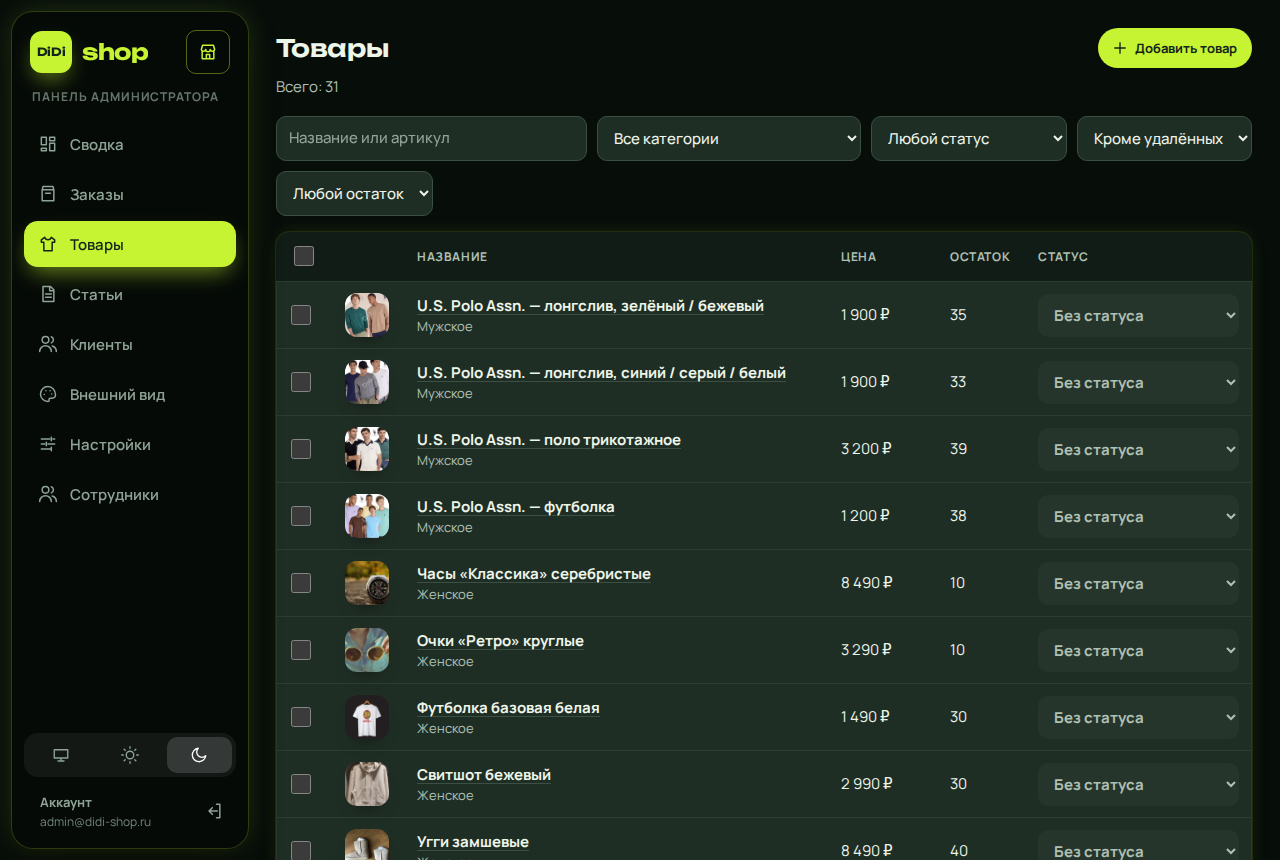 DiDi shop
ПАНЕЛЬ АДМИНИСТРАТОРА
Сводка
Заказы
Товары
Статьи
Клиенты
Внешний вид
Настройки
Сотрудники
Аккаунт
admin@didi-shop.ru
Товары
Добавить товар
Всего: 31
Название или артикул
Все категории
Любой статус
Кроме удалённых
Любой остаток
НАЗВАНИЕ ЦЕНА ОСТАТОК СТАТУС
U.S. Polo Assn. — лонгслив, зелёный / бежевый
Мужское
1 900 ₽ 35 Без статуса
U.S. Polo Assn. — лонгслив, синий / серый / белый
Мужское
1 900 ₽ 33 Без статуса
U.S. Polo Assn. — поло трикотажное
Мужское
3 200 ₽ 39 Без статуса
U.S. Polo Assn. — футболка
Мужское
1 200 ₽ 38 Без статуса
Часы «Классика» серебристые
Женское
8 490 ₽ 10 Без статуса
Очки «Ретро» круглые
Женское
3 290 ₽ 10 Без статуса
Футболка базовая белая
Женское
1 490 ₽ 30 Без статуса
Свитшот бежевый
Женское
2 990 ₽ 30 Без статуса
Угги замшевые
8 490 ₽ 40 Без статуса